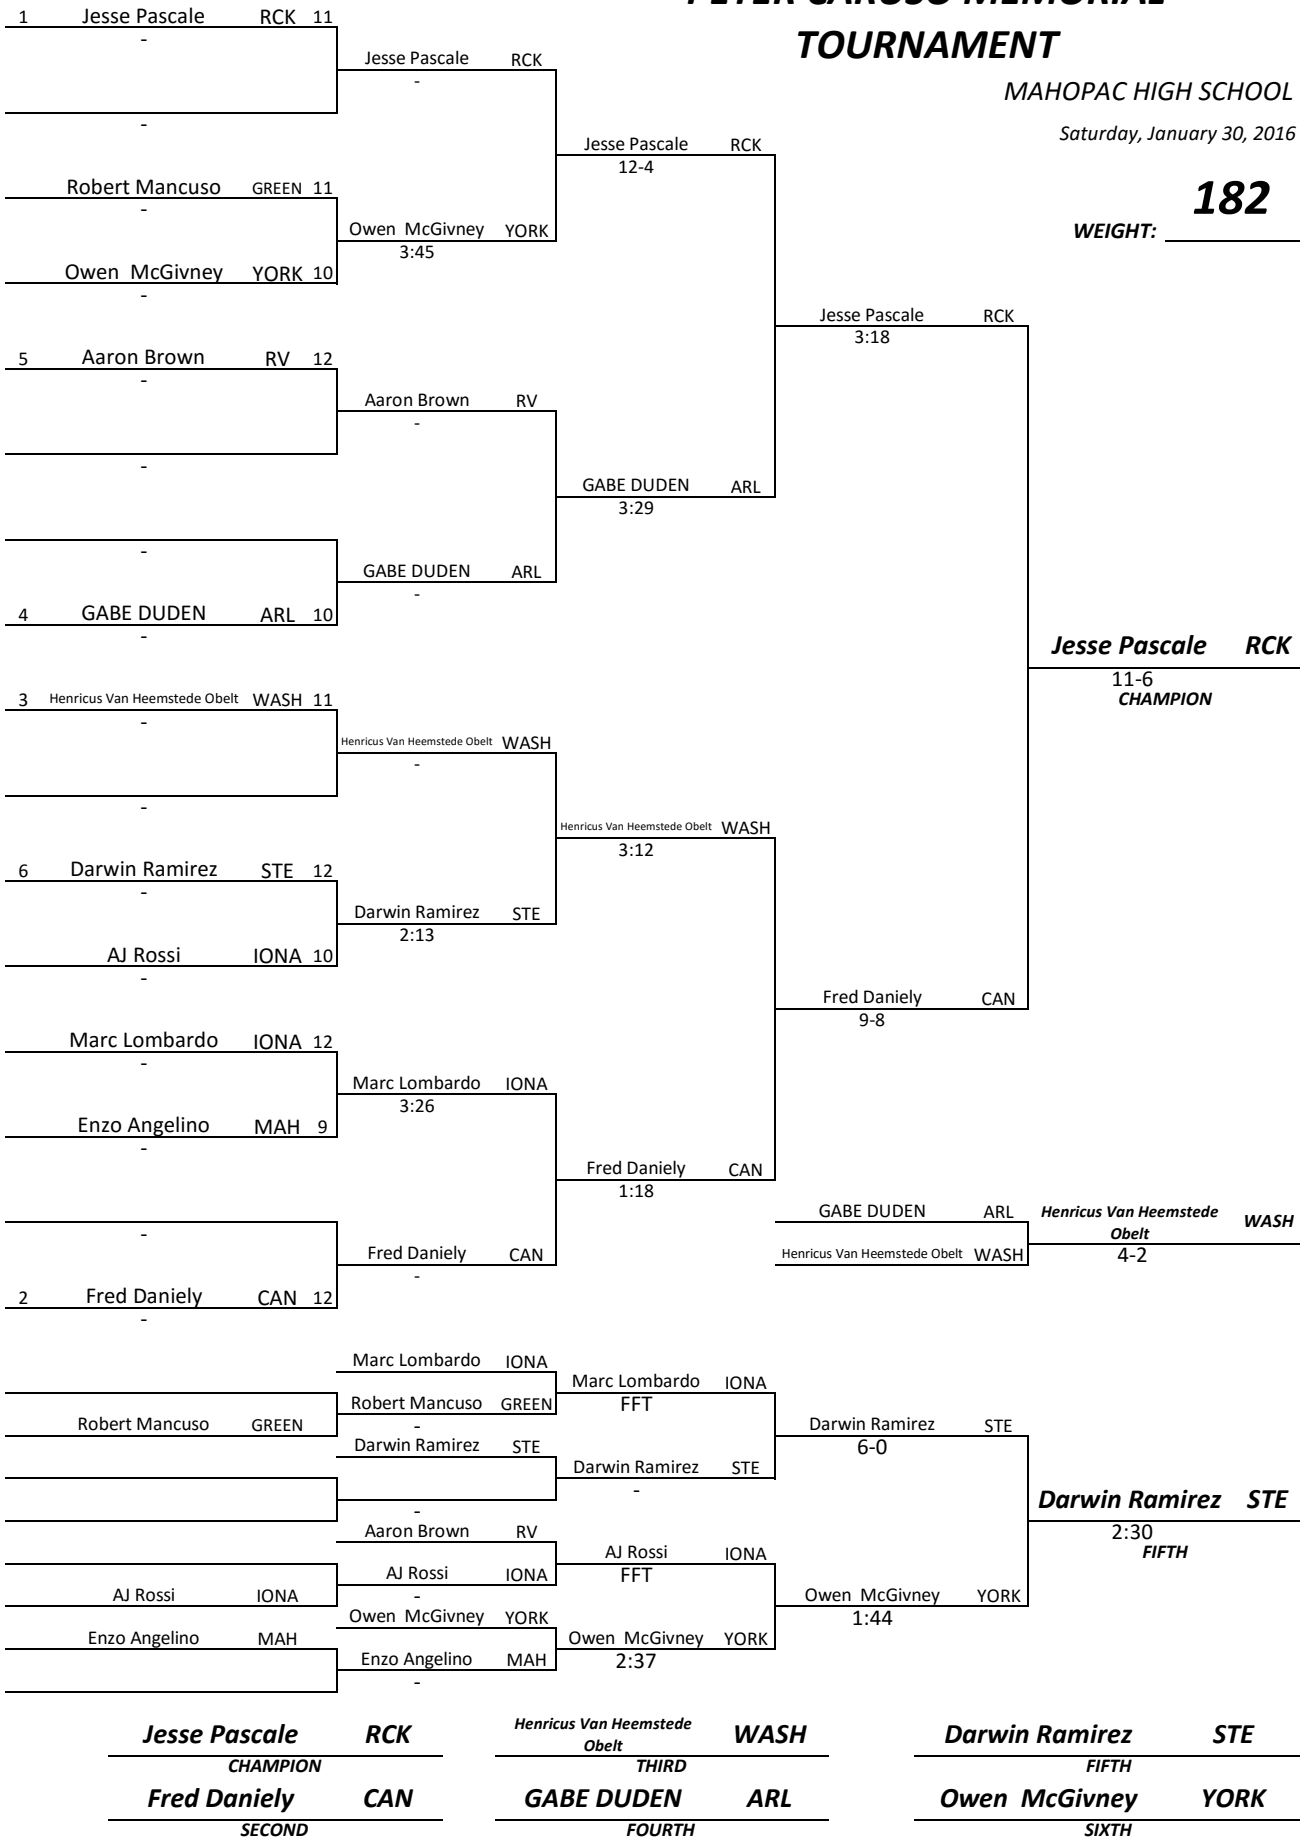 PETER CARUSO MEMORIAL
TOURNAMENT
MAHOPAC HIGH SCHOOL
Saturday, January 30, 2016
182
WEIGHT:
1 Jesse Pascale RCK 11
-
-
Robert Mancuso GREEN 11
-
Owen McGivney YORK 10
-
5 Aaron Brown RV 12
-
-
-
4 GABE DUDEN ARL 10
-
3 Henricus Van Heemstede Obelt WASH 11
-
-
6 Darwin Ramirez STE 12
-
AJ Rossi IONA 10
-
Marc Lombardo IONA 12
-
Enzo Angelino MAH 9
-
-
2 Fred Daniely CAN 12
-
Jesse Pascale RCK
-
Owen McGivney YORK
3:45
Aaron Brown RV
-
GABE DUDEN ARL
-
Henricus Van Heemstede Obelt WASH
-
Darwin Ramirez STE
2:13
Marc Lombardo IONA
3:26
Fred Daniely CAN
-
Jesse Pascale RCK
12-4
GABE DUDEN ARL
3:29
Henricus Van Heemstede Obelt WASH
3:12
Fred Daniely CAN
1:18
Jesse Pascale RCK
3:18
Fred Daniely CAN
9-8
Jesse Pascale RCK
11-6
CHAMPION
GABE DUDEN ARL
Henricus Van Heemstede Obelt WASH
Henricus Van Heemstede
Obelt WASH
4-2
Robert Mancuso GREEN
AJ Rossi IONA
Enzo Angelino MAH
Marc Lombardo IONA
Robert Mancuso GREEN
-
Darwin Ramirez STE
-
Aaron Brown RV
AJ Rossi IONA
-
Owen McGivney YORK
Enzo Angelino MAH
-
Marc Lombardo IONA
FFT
Darwin Ramirez STE
-
AJ Rossi IONA
FFT
Owen McGivney YORK
2:37
Darwin Ramirez STE
6-0
Owen McGivney YORK
1:44
Darwin Ramirez STE
2:30
FIFTH
Jesse Pascale RCK
CHAMPION
Henricus Van Heemstede
Obelt WASH
THIRD
Darwin Ramirez STE
FIFTH
Fred Daniely CAN
SECOND
GABE DUDEN ARL
FOURTH
Owen McGivney YORK
SIXTH